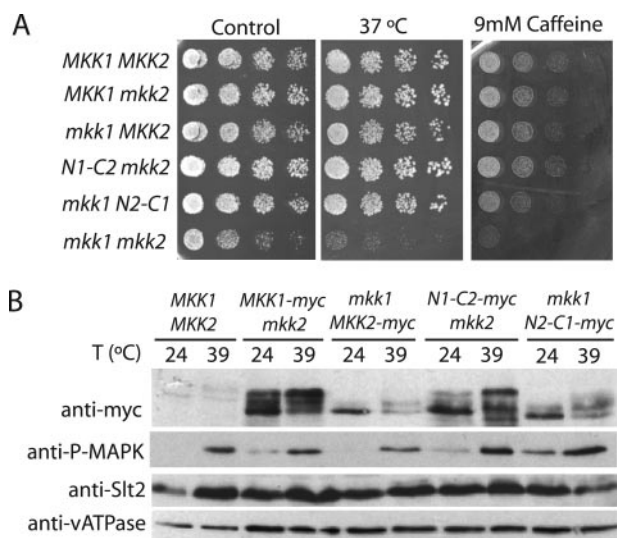 A
Control 37 ºC 9mM Caffeine
MKK1 MKK2
MKK1 mkk2
mkk1 MKK2
N1-C2 mkk2
mkk1 N2-C1
mkk1 mkk2
B
MKK1 MKK1-myc mkk1 N1-C2-myc mkk1
MKK2 mkk2 MKK2-myc mkk2 N2-C1-myc
T (ºC) 24 39 24 39 24 39 24 39 24 39
anti-myc
anti-P-MAPK
anti-Slt2
anti-vATPase